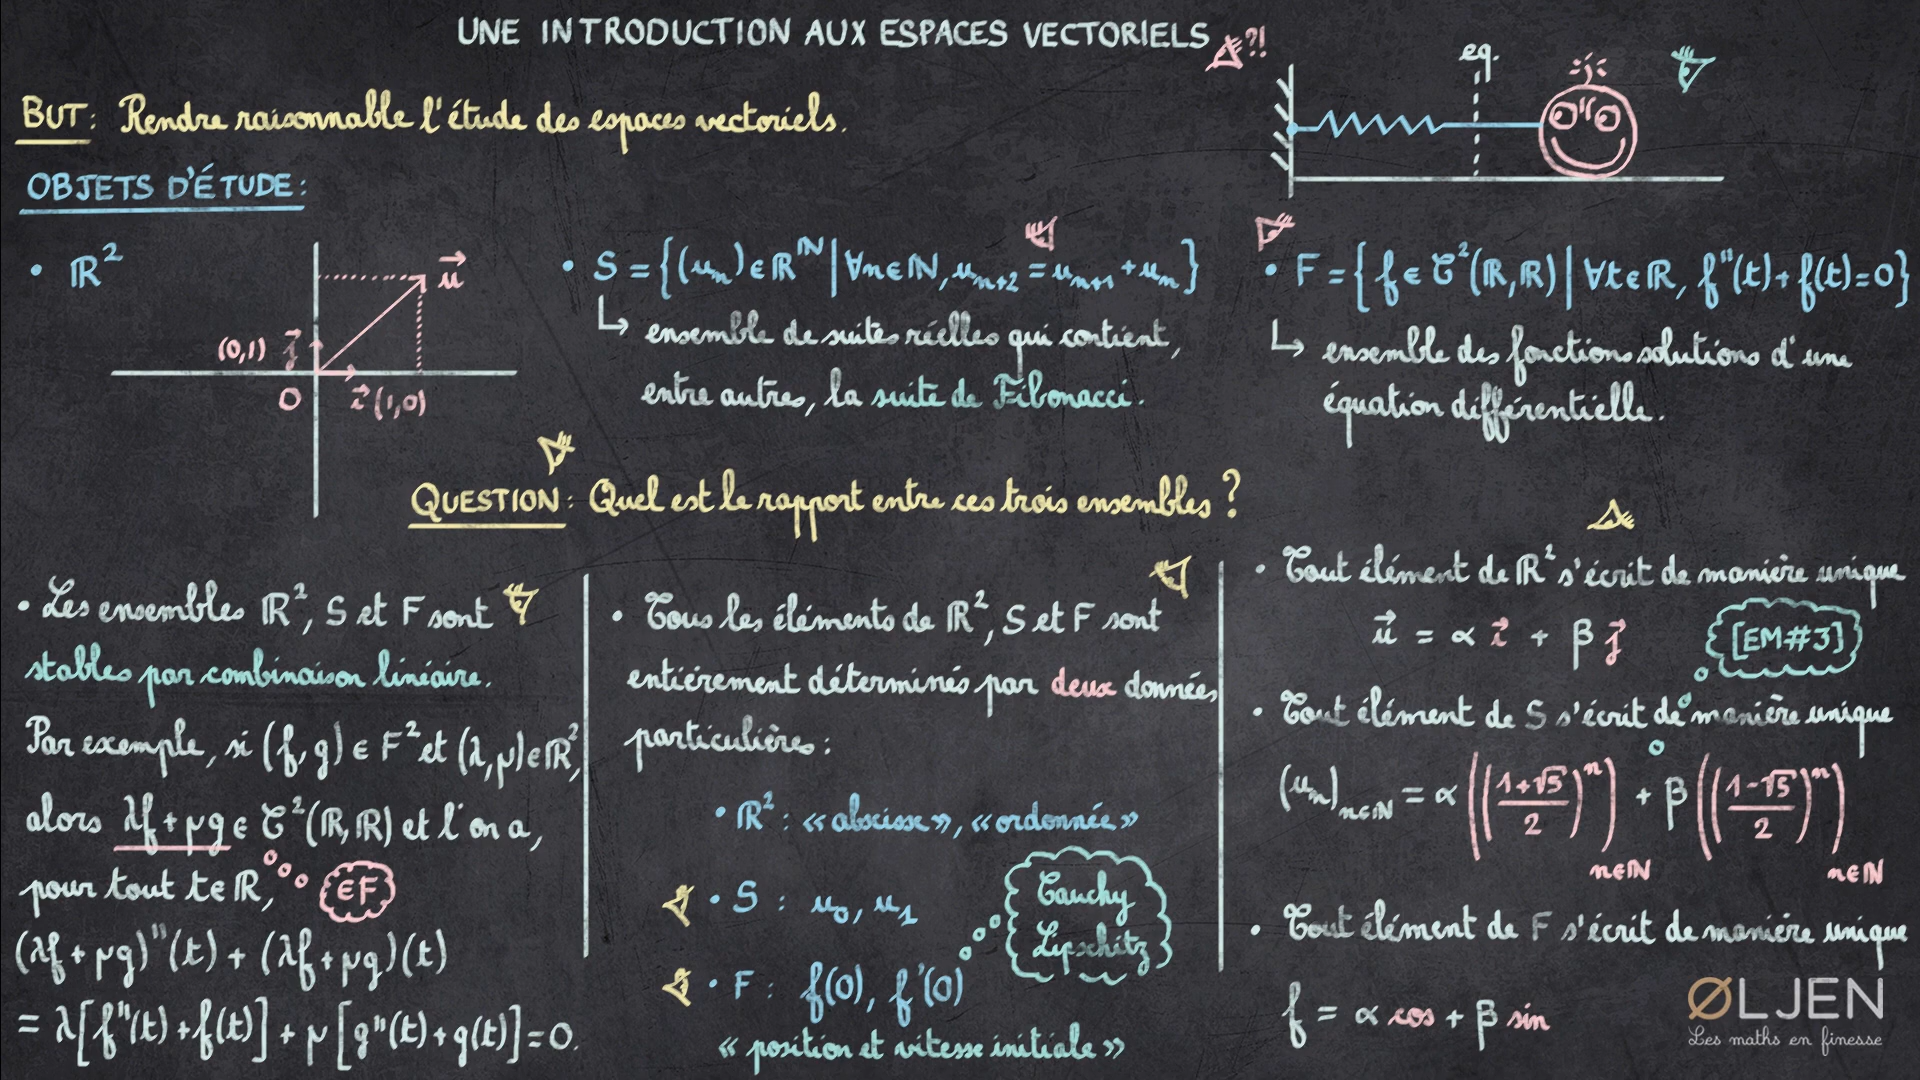 UNE INTRODUCTION AUX ESPACES VECTORIELS
?!
eq.
BUT: Rendre raisonnable l'étude des espaces vectoriels.
OBJETS D'ÉTUDE:
• ℝ²
u⃗
(0,1) j⃗
O i⃗ (1,0)
• S = {(uₙ) ∈ ℝ^ℕ | ∀n∈ℕ, uₙ₊₂ = uₙ₊₁ + uₙ}
↳ ensemble de suites réelles qui contient,
entre autres, la suite de Fibonacci.
• F = {f ∈ C²(ℝ,ℝ) | ∀t∈ℝ, f"(t)+f(t)=0}
↳ ensemble des fonctions solutions d'une
équation différentielle.
QUESTION: Quel est le rapport entre ces trois ensembles ?
• Les ensembles ℝ², S et F sont
stables par combinaison linéaire.
Par exemple, si (f,g) ∈ F² et (λ,μ)∈ℝ²,
alors λf+μg ∈ C²(ℝ,ℝ) et l'on a,
pour tout t∈ℝ, ∈F
(λf+μg)"(t) + (λf+μg)(t)
= λ[f"(t)+f(t)] + μ[g"(t)+g(t)]=0.
• Tous les éléments de ℝ², S et F sont
entièrement déterminés par deux données
particulières :
• ℝ² : « abscisse », « ordonnée »
• S : u₀, u₁
• F : f(0), f'(0)
Cauchy
Lipschitz
« position et vitesse initiale »
• Tout élément de ℝ² s'écrit de manière unique
u⃗ = α i⃗ + β j⃗
[EM#3]
• Tout élément de S s'écrit de manière unique
(uₙ)n∈ℕ = α (((1+√5)/2)ⁿ)n∈ℕ + β (((1-√5)/2)ⁿ)n∈ℕ
• Tout élément de F s'écrit de manière unique
f = α cos + β sin
ØLJEN
Les maths en finesse